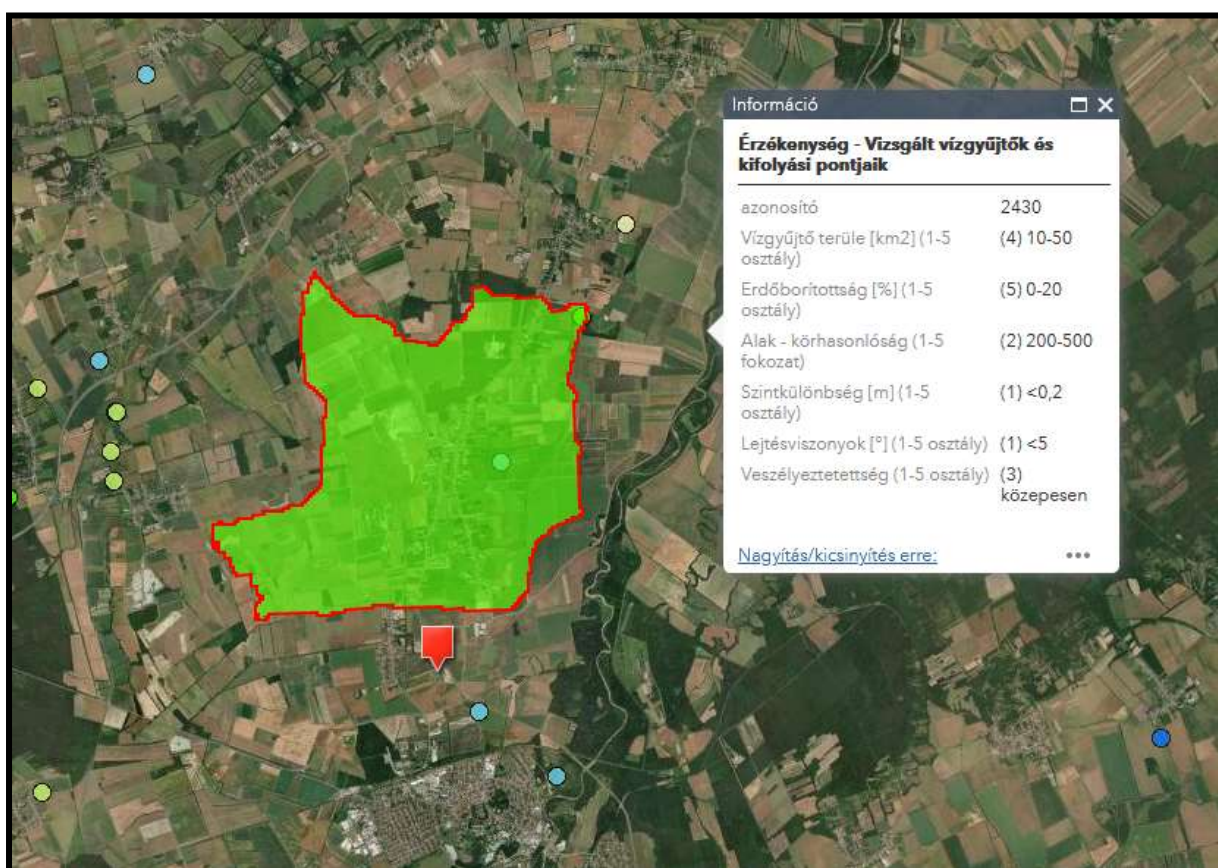 Információ
Érzékenység - Vizsgált vízgyűjtők és
kifolyási pontjaik
azonosító 2430
Vízgyűjtő terüle [km2] (1-5 (4) 10-50
osztály)
Erdőborítottság [%] (1-5 (5) 0-20
osztály)
Alak - körhasonlóság (1-5 (2) 200-500
fokozat)
Szintkülönbség [m] (1-5 (1) <0,2
osztály)
Lejtésviszonyok [°] (1-5 osztály) (1) <5
Veszélyeztetettség (1-5 osztály) (3)
közepesen
Nagyítás/kicsinyítés erre: